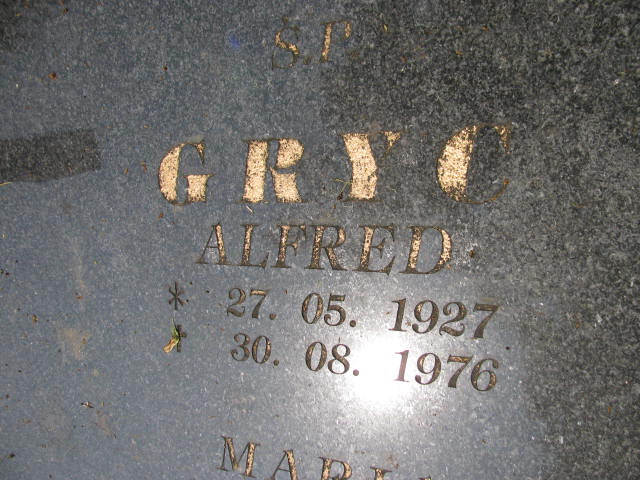 S.P.
GRYC
ALFRED
* 27. 05. 1927
30. 08. 1976